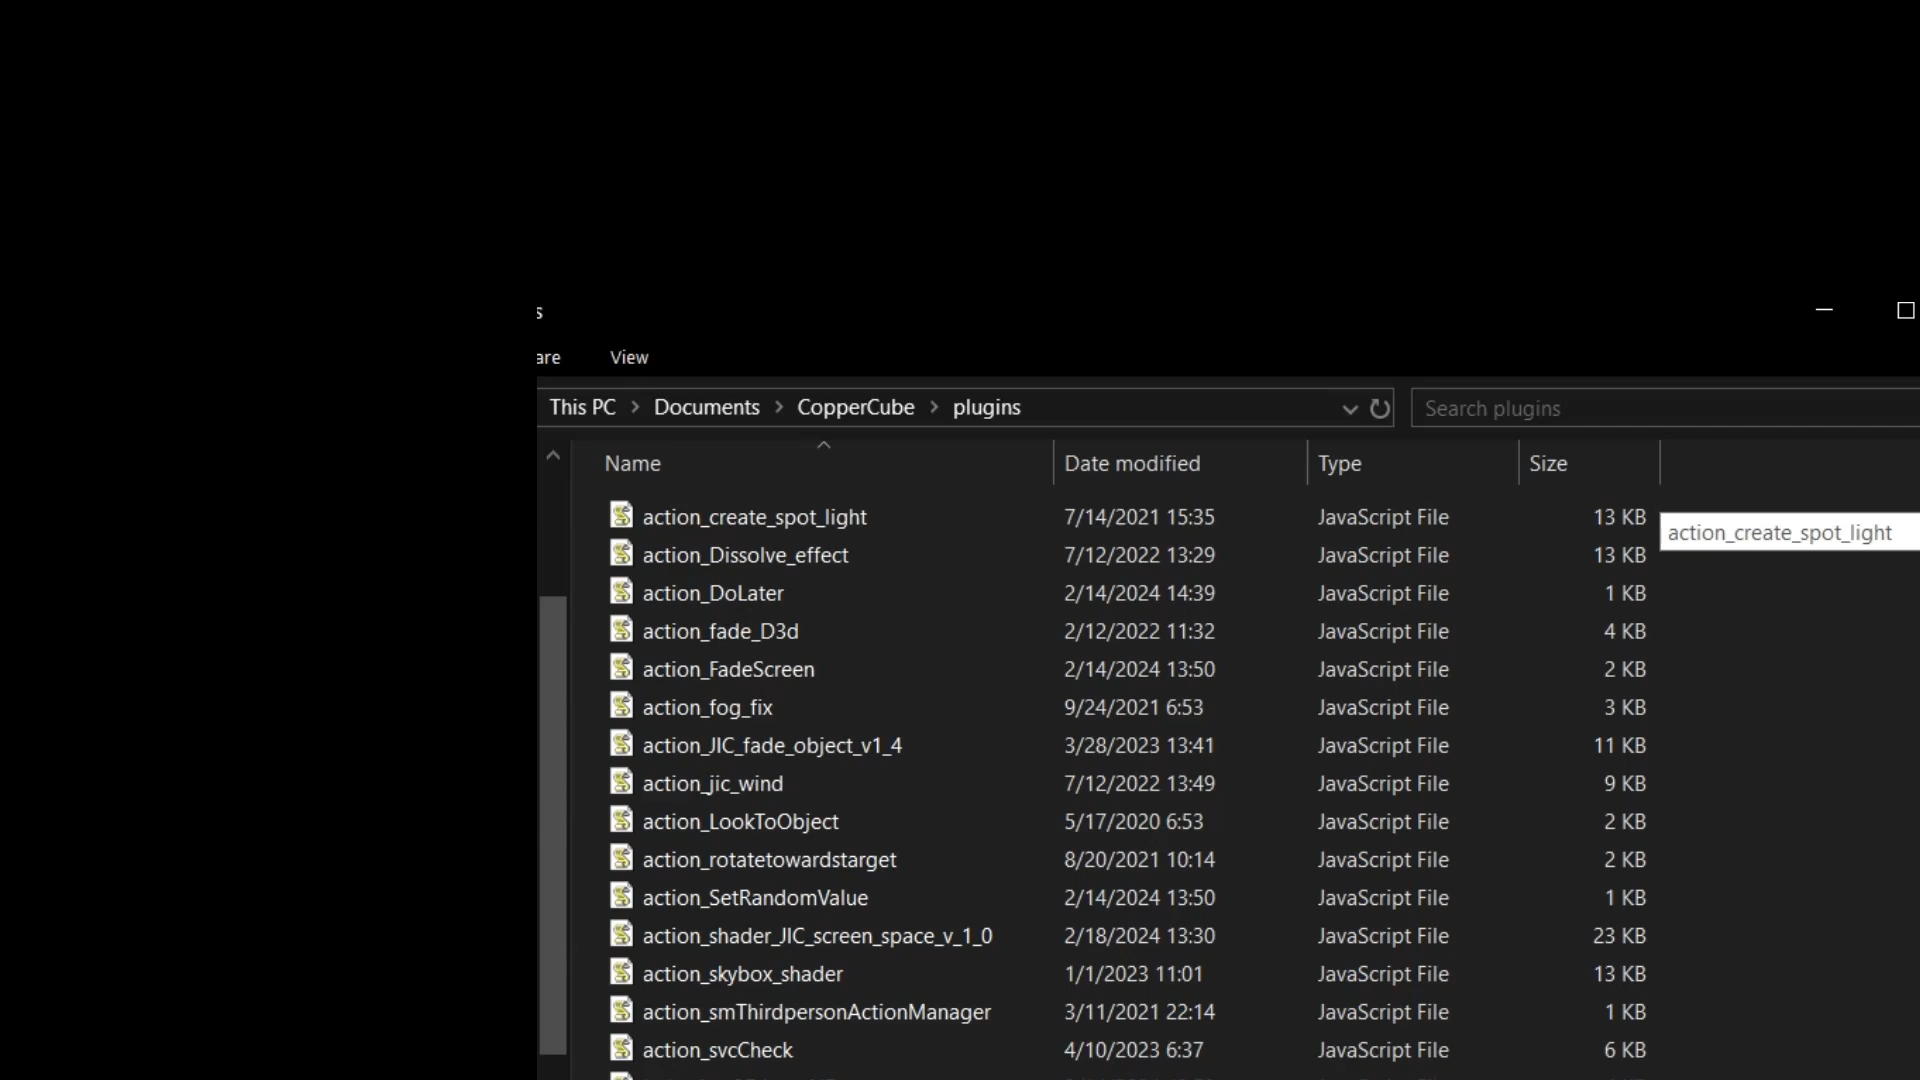 s
are View
This PC > Documents > CopperCube > plugins Search plugins
Name Date modified Type Size
action_create_spot_light 7/14/2021 15:35 JavaScript File 13 KB action_create_spot_light
action_Dissolve_effect 7/12/2022 13:29 JavaScript File 13 KB
action_DoLater 2/14/2024 14:39 JavaScript File 1 KB
action_fade_D3d 2/12/2022 11:32 JavaScript File 4 KB
action_FadeScreen 2/14/2024 13:50 JavaScript File 2 KB
action_fog_fix 9/24/2021 6:53 JavaScript File 3 KB
action_JIC_fade_object_v1_4 3/28/2023 13:41 JavaScript File 11 KB
action_jic_wind 7/12/2022 13:49 JavaScript File 9 KB
action_LookToObject 5/17/2020 6:53 JavaScript File 2 KB
action_rotatetowardstarget 8/20/2021 10:14 JavaScript File 2 KB
action_SetRandomValue 2/14/2024 13:50 JavaScript File 1 KB
action_shader_JIC_screen_space_v_1_0 2/18/2024 13:30 JavaScript File 23 KB
action_skybox_shader 1/1/2023 11:01 JavaScript File 13 KB
action_smThirdpersonActionManager 3/11/2021 22:14 JavaScript File 1 KB
action_svcCheck 4/10/2023 6:37 JavaScript File 6 KB